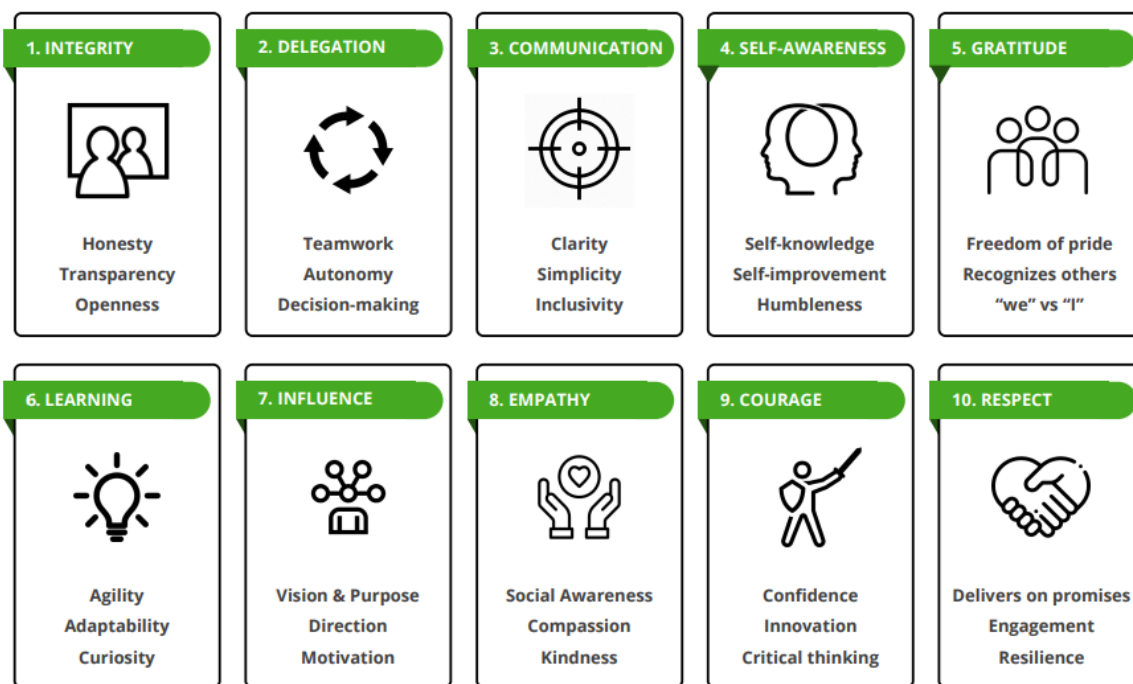 1. INTEGRITY
Honesty
Transparency
Openness
2. DELEGATION
Teamwork
Autonomy
Decision-making
3. COMMUNICATION
Clarity
Simplicity
Inclusivity
4. SELF-AWARENESS
Self-knowledge
Self-improvement
Humbleness
5. GRATITUDE
Freedom of pride
Recognizes others
“we” vs “I”
6. LEARNING
Agility
Adaptability
Curiosity
7. INFLUENCE
Vision & Purpose
Direction
Motivation
8. EMPATHY
Social Awareness
Compassion
Kindness
9. COURAGE
Confidence
Innovation
Critical thinking
10. RESPECT
Delivers on promises
Engagement
Resilience